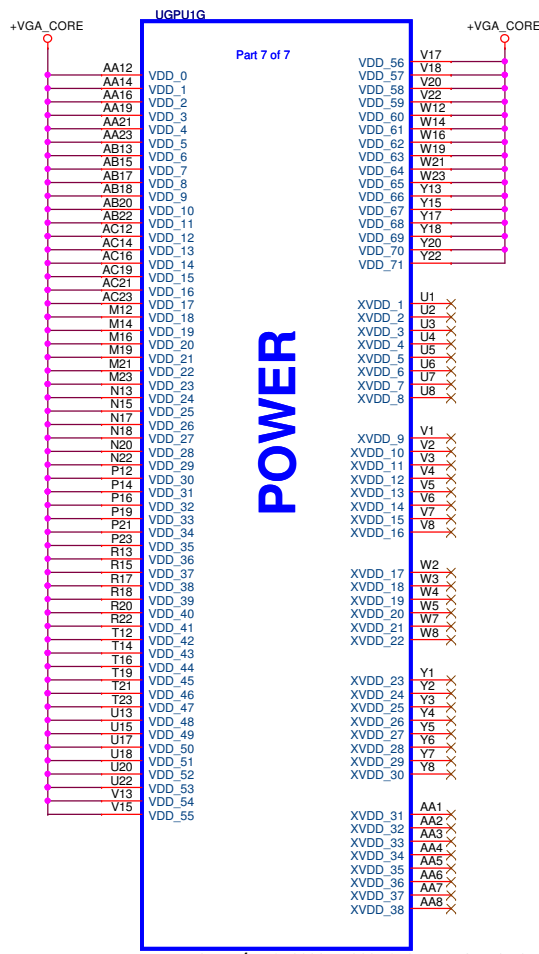 UGPU1G
+VGA_CORE
+VGA_CORE
Part 7 of 7
POWER
AA12 VDD_0
AA14 VDD_1
AA16 VDD_2
AA19 VDD_3
AA21 VDD_4
AA23 VDD_5
AB13 VDD_6
AB15 VDD_7
AB17 VDD_8
AB18 VDD_9
AB20 VDD_10
AB22 VDD_11
AC12 VDD_12
AC14 VDD_13
AC16 VDD_14
AC19 VDD_15
AC21 VDD_16
AC23 VDD_17
M12 VDD_18
M14 VDD_19
M16 VDD_20
M19 VDD_21
M21 VDD_22
M23 VDD_23
N13 VDD_24
N15 VDD_25
N17 VDD_26
N18 VDD_27
N20 VDD_28
N22 VDD_29
P12 VDD_30
P14 VDD_31
P16 VDD_32
P19 VDD_33
P21 VDD_34
P23 VDD_35
R13 VDD_36
R15 VDD_37
R17 VDD_38
R18 VDD_39
R20 VDD_40
R22 VDD_41
T12 VDD_42
T14 VDD_43
T16 VDD_44
T19 VDD_45
T21 VDD_46
T23 VDD_47
U13 VDD_48
U15 VDD_49
U17 VDD_50
U18 VDD_51
U20 VDD_52
U22 VDD_53
V13 VDD_54
V15 VDD_55
VDD_56 V17
VDD_57 V18
VDD_58 V20
VDD_59 V22
VDD_60 W12
VDD_61 W14
VDD_62 W16
VDD_63 W19
VDD_64 W21
VDD_65 W23
VDD_66 Y13
VDD_67 Y15
VDD_68 Y17
VDD_69 Y18
VDD_70 Y20
VDD_71 Y22
XVDD_1 U1
XVDD_2 U2
XVDD_3 U3
XVDD_4 U4
XVDD_5 U5
XVDD_6 U6
XVDD_7 U7
XVDD_8 U8
XVDD_9 V1
XVDD_10 V2
XVDD_11 V3
XVDD_12 V4
XVDD_13 V5
XVDD_14 V6
XVDD_15 V7
XVDD_16 V8
XVDD_17 W2
XVDD_18 W3
XVDD_19 W4
XVDD_20 W5
XVDD_21 W7
XVDD_22 W8
XVDD_23 Y1
XVDD_24 Y2
XVDD_25 Y3
XVDD_26 Y4
XVDD_27 Y5
XVDD_28 Y6
XVDD_29 Y7
XVDD_30 Y8
XVDD_31 AA1
XVDD_32 AA2
XVDD_33 AA3
XVDD_34 AA4
XVDD_35 AA5
XVDD_36 AA6
XVDD_37 AA7
XVDD_38 AA8